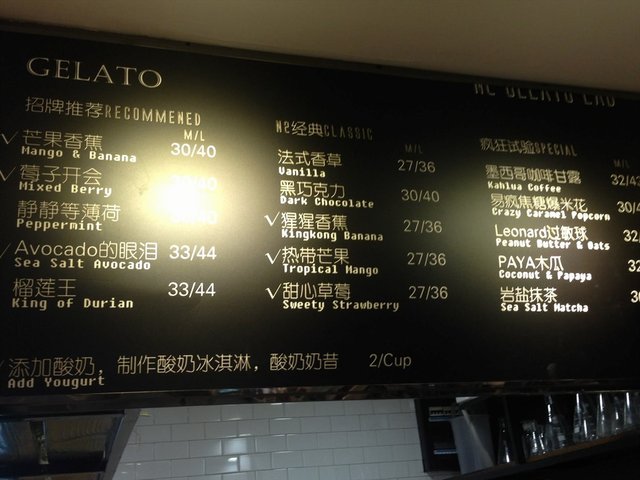 GELATO
N2 GELATO LAB
招牌推荐RECOMMENED
M/L
芒果香蕉 30/40
Mango & Banana
莓子开会
Mixed Berry
静静等薄荷
Peppermint
Avocado的眼泪 33/44
Sea Salt Avocado
榴莲王 33/44
King of Durian
N2经典CLASSIC
M/L
法式香草 27/36
Vanilla
黑巧克力 30/40
Dark Chocolate
猩猩香蕉 27/36
Kingkong Banana
热带芒果 27/36
Tropical Mango
甜心草莓 27/36
Sweety Strawberry
疯狂试验SPECIAL
M/L
墨西哥咖啡甘露
Kahlua Coffee
易疯焦糖爆米花
Crazy Caramel Popcorn
Leonard过敏球
Peanut Butter & Oats
PAYA木瓜
Coconut & Papaya
岩盐抹茶
Sea Salt Matcha
添加酸奶，制作酸奶冰淇淋，酸奶奶昔 2/Cup
Add Yougurt